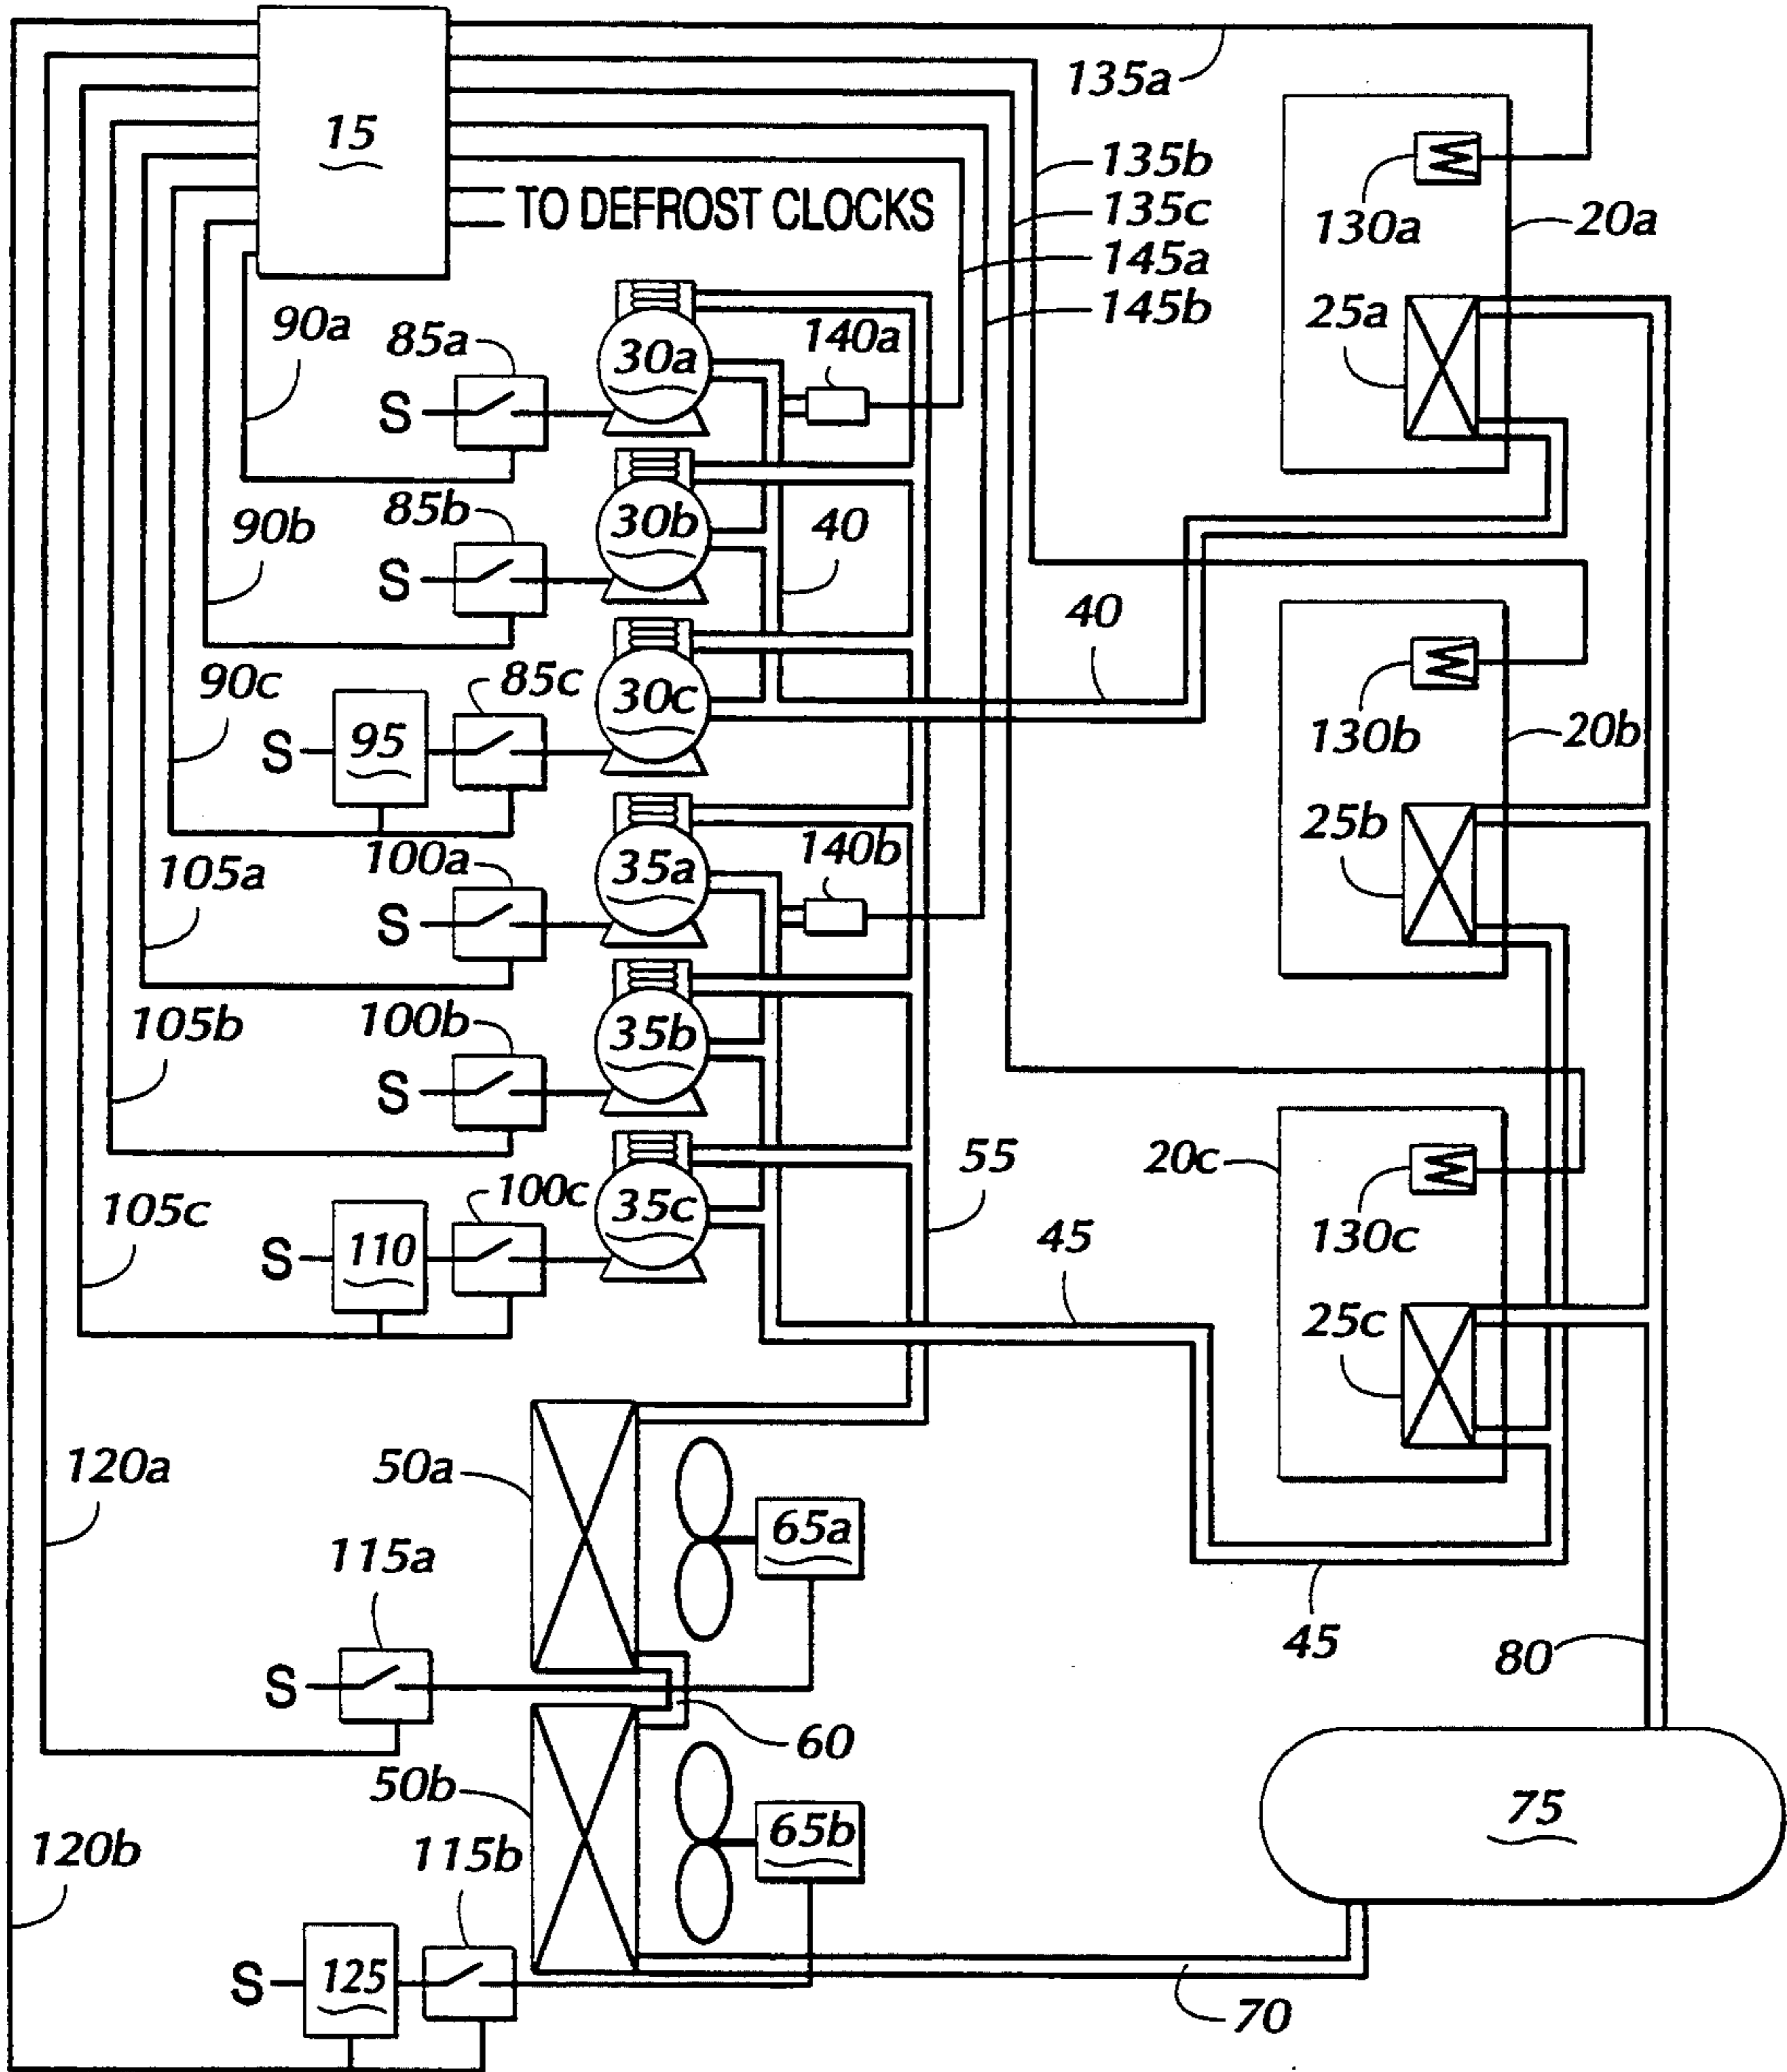 135a
15
135b
130a
135c
20a
TO DEFROST CLOCKS
145a
145b
90a
85a
30a
140a
25a
S
90b
85b
30b
40
S
40
90c
85c
30c
130b
20b
S
95
105a
100a
35a
140b
25b
S
105b
100b
35b
S
20c
55
105c
100c
35c
45
130c
S
110
25c
120a
50a
65a
115a
45
80
S
60
50b
75
120b
115b
65b
S
125
70